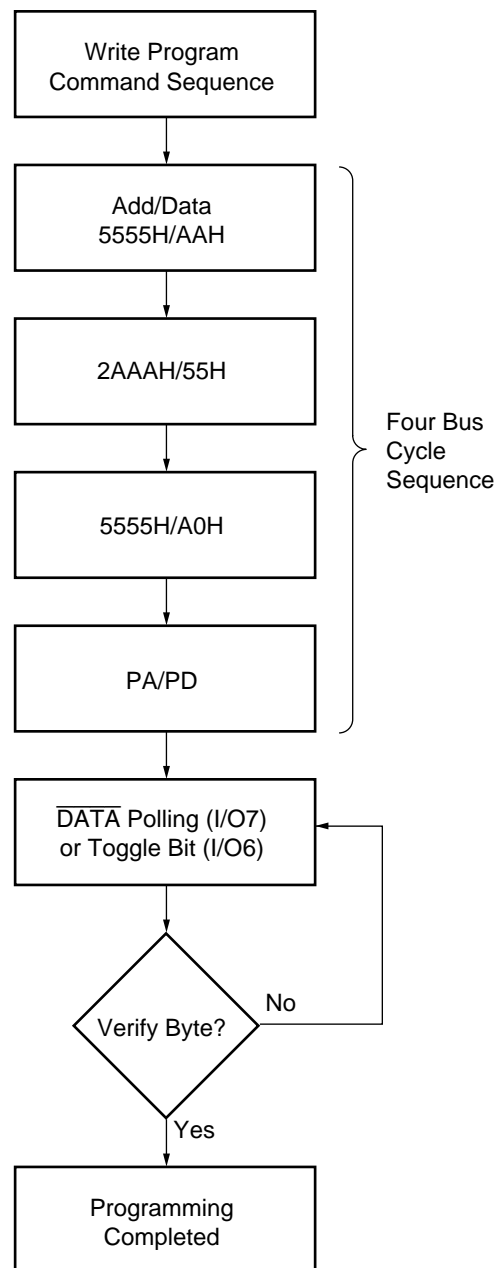 Write Program
Command Sequence
Add/Data
5555H/AAH
2AAAH/55H
5555H/A0H
PA/PD
Four Bus
Cycle
Sequence
DATA Polling (I/O7)
or Toggle Bit (I/O6)
Verify Byte?
No
Yes
Programming
Completed